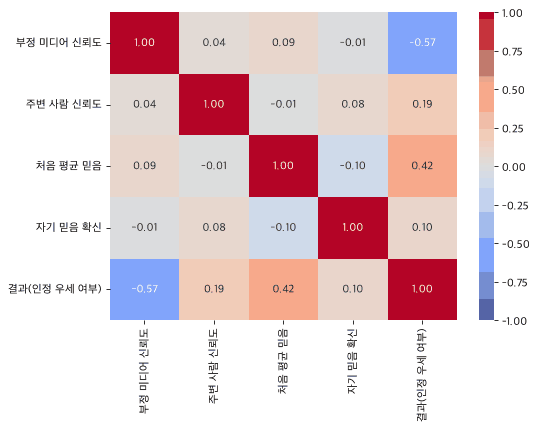 부정 미디어 신뢰도 1.00 0.04 0.09 -0.01 -0.57
주변 사람 신뢰도 0.04 1.00 -0.01 0.08 0.19
처음 평균 믿음 0.09 -0.01 1.00 -0.10 0.42
자기 믿음 확신 -0.01 0.08 -0.10 1.00 0.10
결과(인정 우세 여부) -0.57 0.19 0.42 0.10 1.00
부정 미디어 신뢰도
주변 사람 신뢰도
처음 평균 믿음
자기 믿음 확신
결과(인정 우세 여부)
1.00
0.75
0.50
0.25
0.00
-0.25
-0.50
-0.75
-1.00